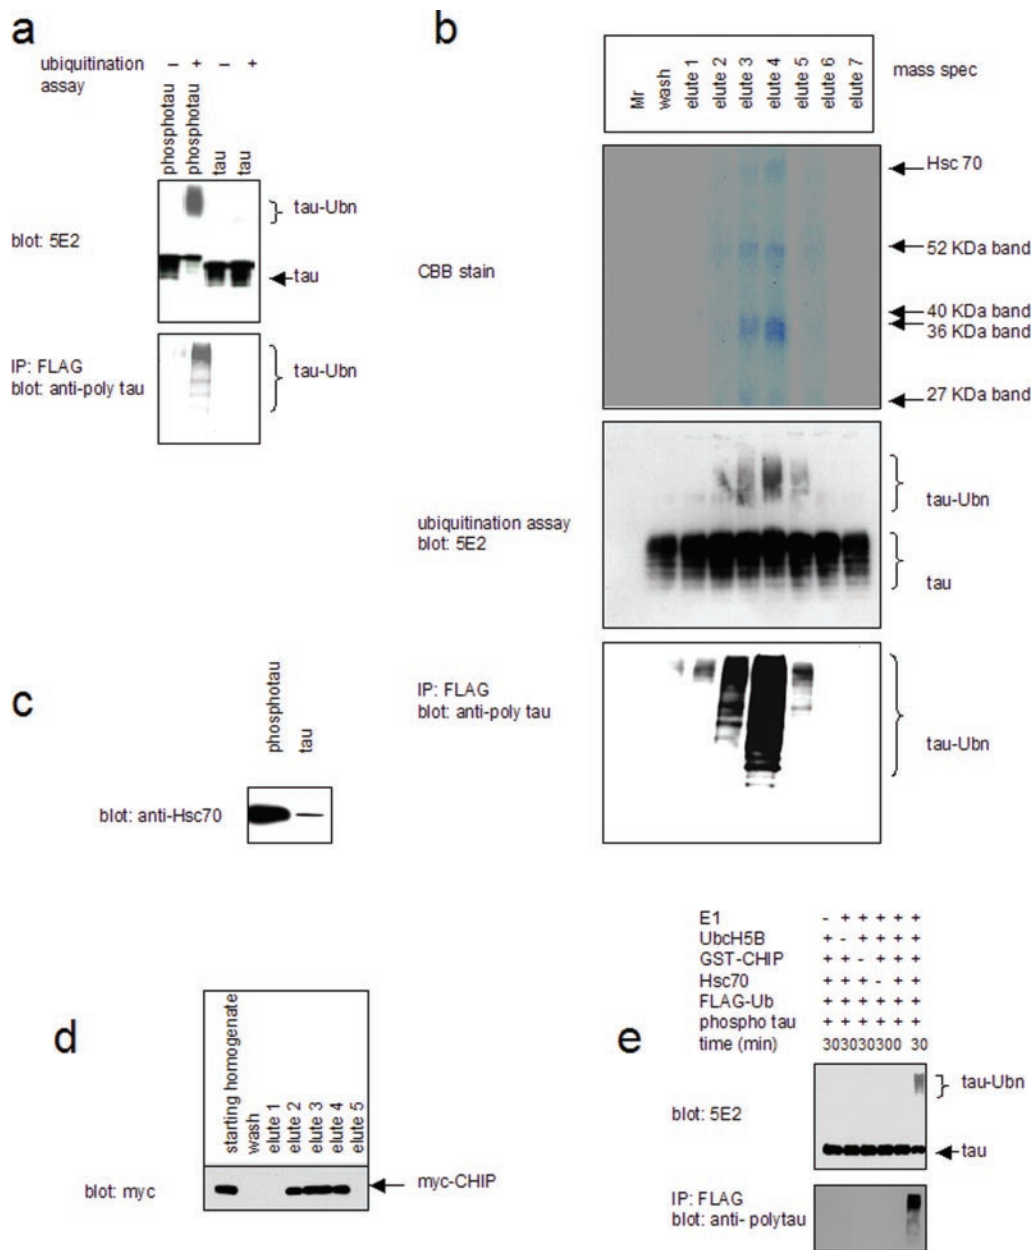 a
ubiquitination assay
– + – +
phosphotau
phosphotau
tau
tau
blot: 5E2
tau-Ubn
tau
IP: FLAG
blot: anti-poly tau
tau-Ubn
b
Mr
wash
elute 1
elute 2
elute 3
elute 4
elute 5
elute 6
elute 7
mass spec
CBB stain
Hsc 70
52 KDa band
40 KDa band
36 KDa band
27 KDa band
ubiquitination assay
blot: 5E2
tau-Ubn
tau
IP: FLAG
blot: anti-poly tau
tau-Ubn
c
phosphotau
tau
blot: anti-Hsc70
d
starting homogenate
wash
elute 1
elute 2
elute 3
elute 4
elute 5
blot: myc
myc-CHIP
e
E1 - + + + + +
UbcH5B + - + + + +
GST-CHIP + + - + + +
Hsc70 + + + - + +
FLAG-Ub + + + + + +
phospho tau + + + + + +
time (min) 30 30 30 30 0 30
blot: 5E2
tau-Ubn
tau
IP: FLAG
blot: anti- polytau